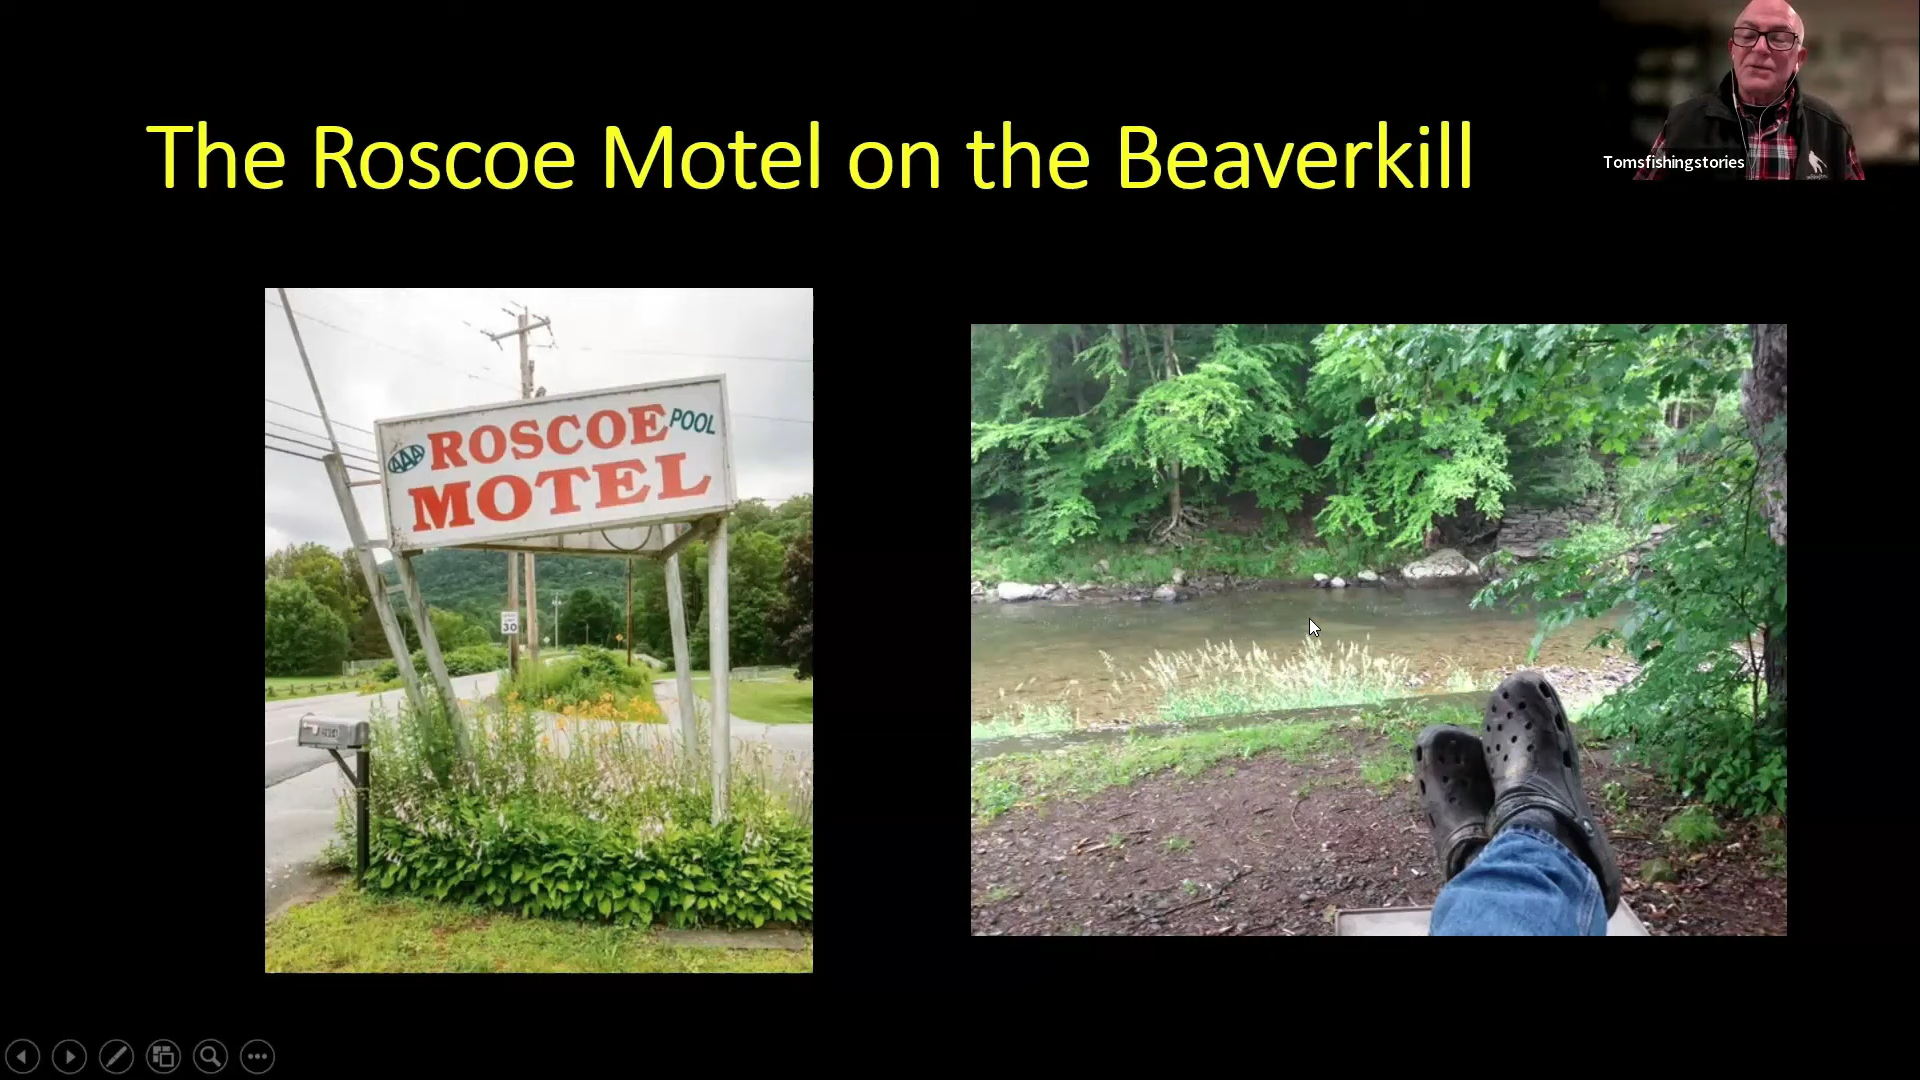 The Roscoe Motel on the Beaverkill
Tomsfishingstories
AAA ROSCOE POOL
MOTEL
30